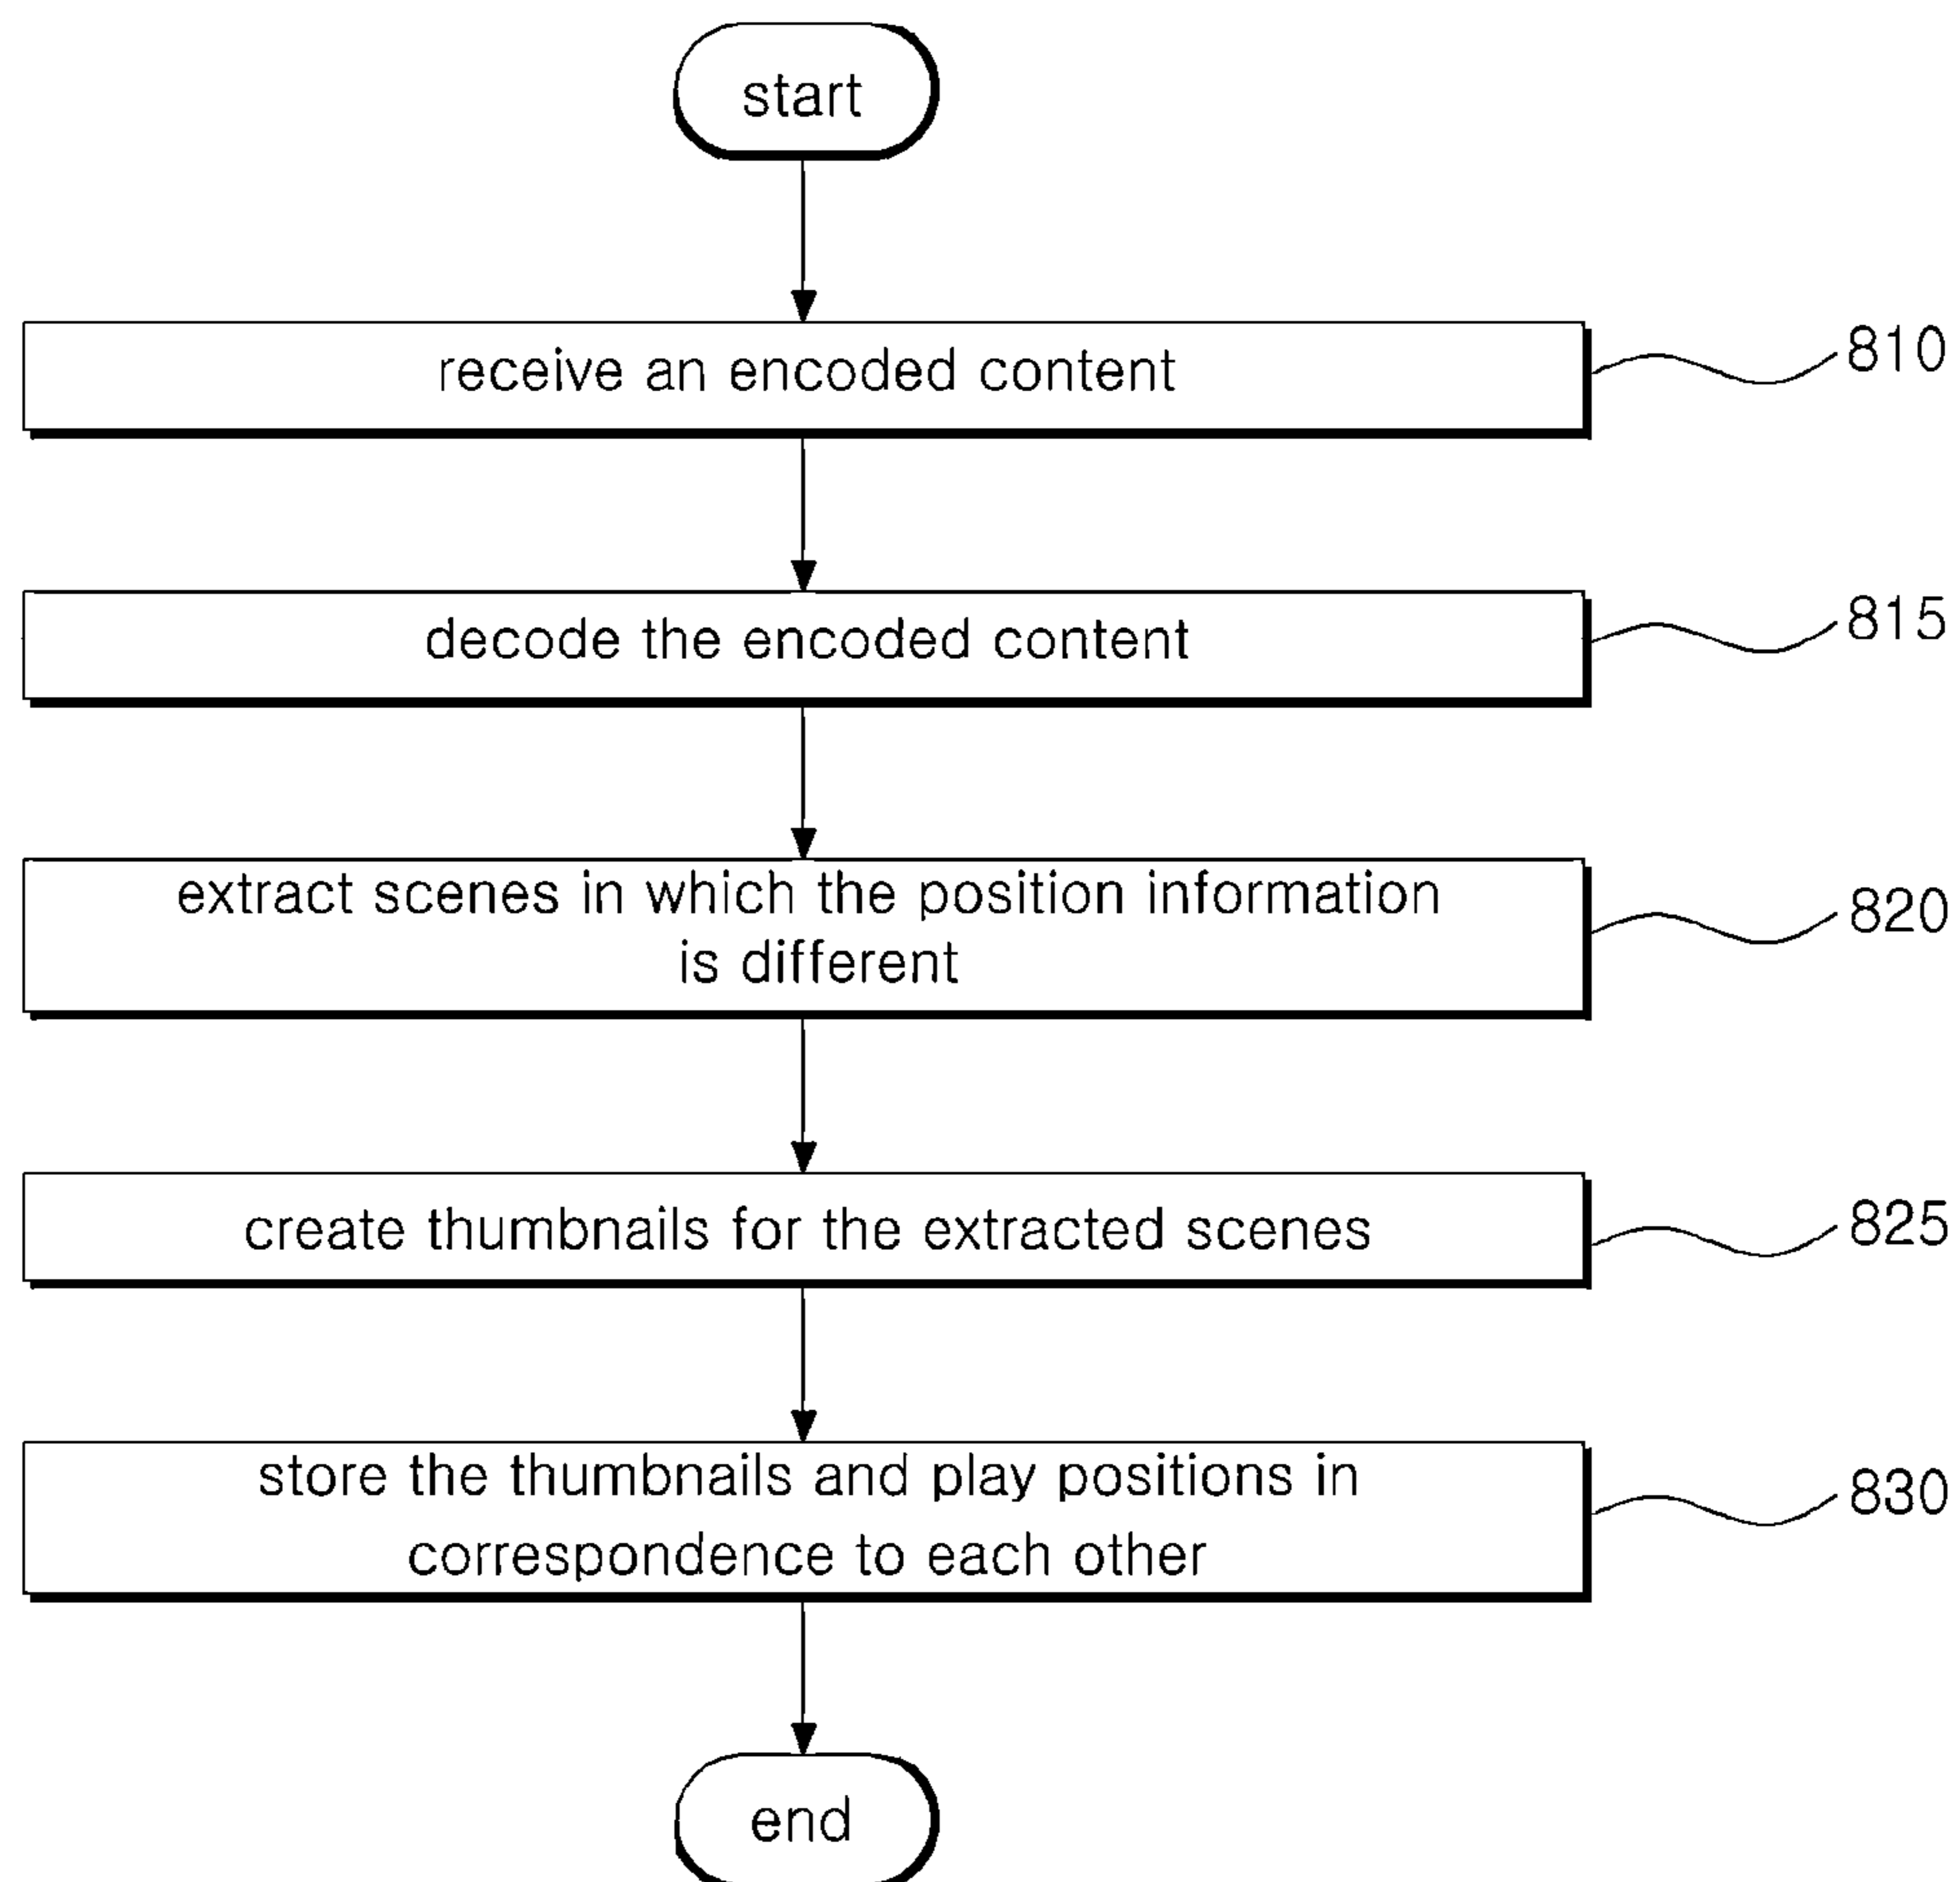 start
receive an encoded content
810
decode the encoded content
815
extract scenes in which the position information
is different
820
create thumbnails for the extracted scenes
825
store the thumbnails and play positions in
correspondence to each other
830
end